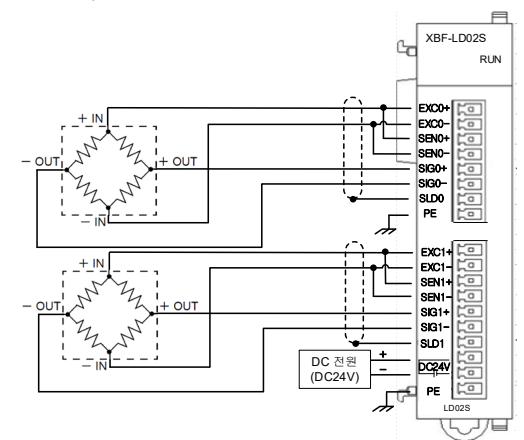 XBF-LD02S
RUN
+ IN
- OUT
+ OUT
- IN
EXC0+
EXC0-
SEN0+
SEN0-
SIG0+
SIG0-
SLD0
PE
+ IN
- OUT
+ OUT
- IN
EXC1+
EXC1-
SEN1+
SEN1-
SIG1+
SIG1-
SLD1
DC 전원
(DC24V)
+
-
DC24V
PE
LD02S